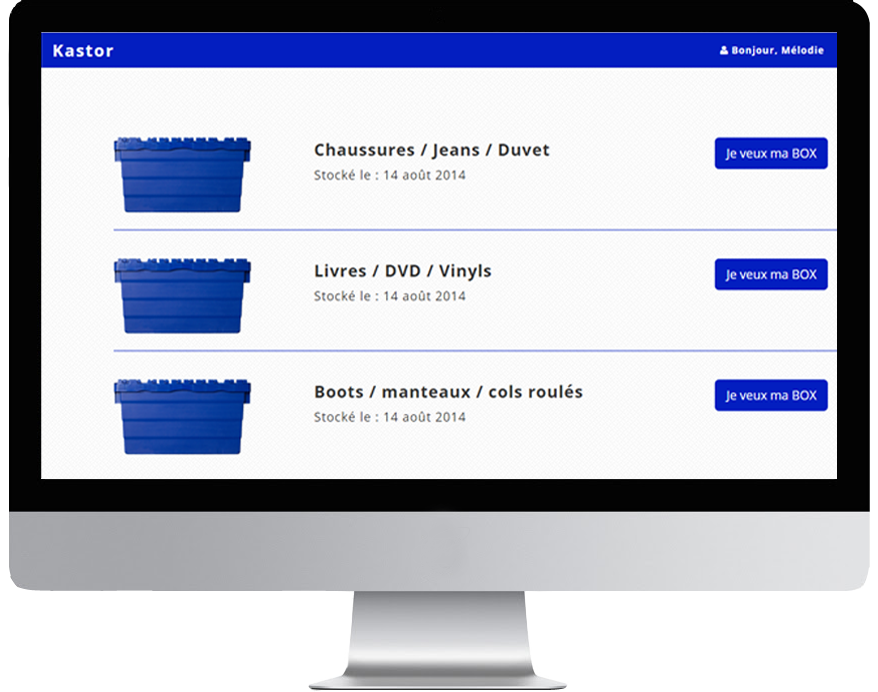 Kastor
Bonjour, Mélodie
Chaussures / Jeans / Duvet
Je veux ma BOX
Stocké le : 14 août 2014
Livres / DVD / Vinyls
Je veux ma BOX
Stocké le : 14 août 2014
Boots / manteaux / cols roulés
Je veux ma BOX
Stocké le : 14 août 2014